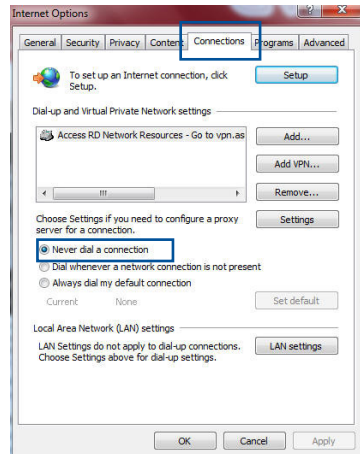 Internet Options
General Security Privacy Content Connections Programs Advanced
To set up an Internet connection, click
Setup.
Setup
Dial-up and Virtual Private Network settings
Access RD Network Resources - Go to vpn.as
Add...
Add VPN...
Remove...
Choose Settings if you need to configure a proxy
server for a connection.
Settings
Never dial a connection
Dial whenever a network connection is not present
Always dial my default connection
Current None
Set default
Local Area Network (LAN) settings
LAN Settings do not apply to dial-up connections.
Choose Settings above for dial-up settings.
LAN settings
OK Cancel Apply